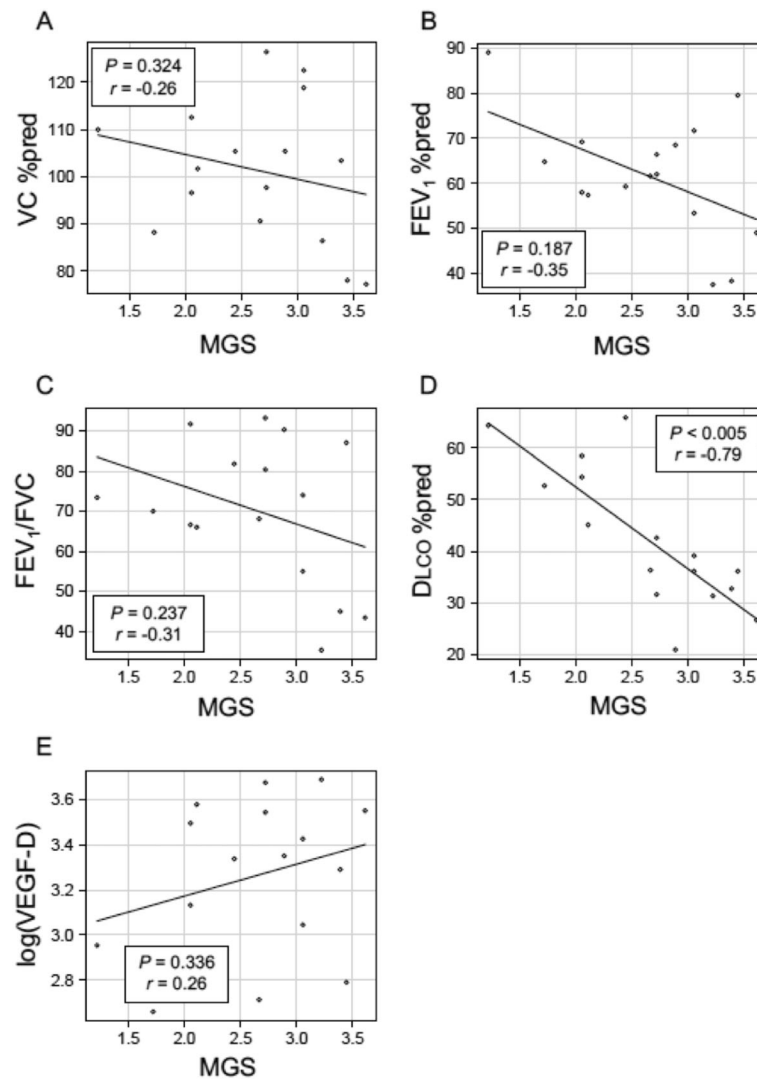 A
P = 0.324
r = -0.26
VC %pred
120
110
100
90
80
1.5 2.0 2.5 3.0 3.5
MGS
B
P = 0.187
r = -0.35
FEV₁ %pred
90
80
70
60
50
40
1.5 2.0 2.5 3.0 3.5
MGS
C
P = 0.237
r = -0.31
FEV₁/FVC
90
80
70
60
50
40
1.5 2.0 2.5 3.0 3.5
MGS
D
P < 0.005
r = -0.79
DLCO %pred
60
50
40
30
20
1.5 2.0 2.5 3.0 3.5
MGS
E
P = 0.336
r = 0.26
log(VEGF-D)
3.6
3.4
3.2
3.0
2.8
1.5 2.0 2.5 3.0 3.5
MGS